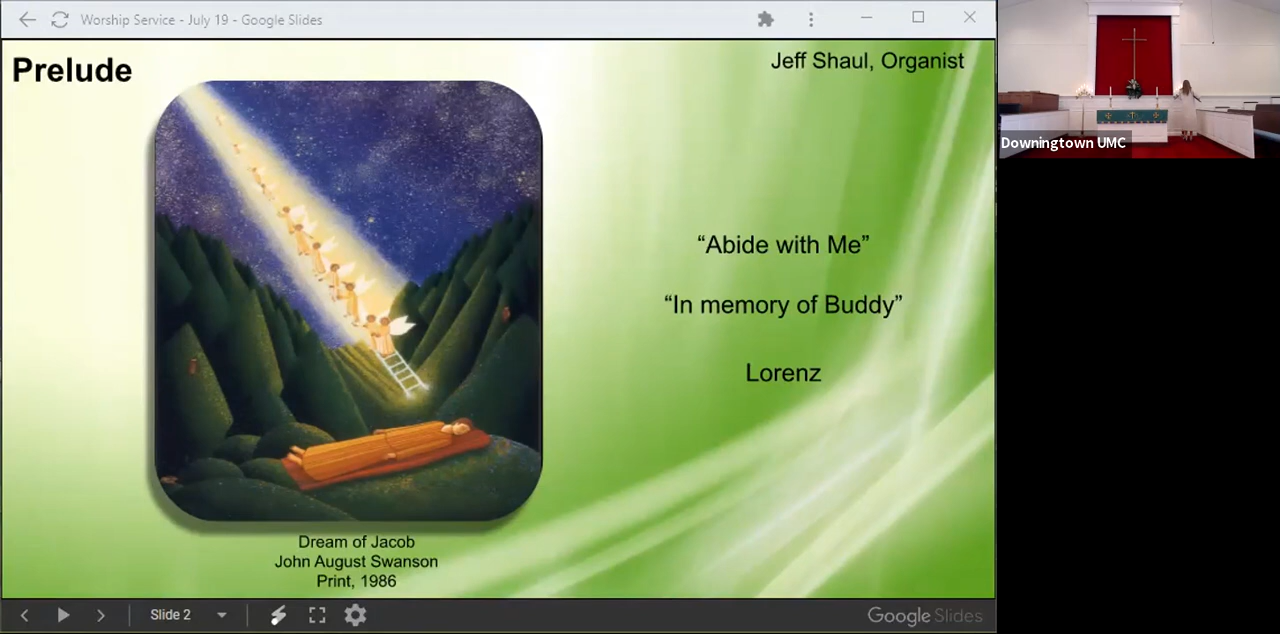 Worship Service - July 19 - Google Slides
Prelude
Jeff Shaul, Organist
“Abide with Me”
“In memory of Buddy”
Lorenz
Dream of Jacob
John August Swanson
Print, 1986
Downingtown UMC
Slide 2
Google Slides